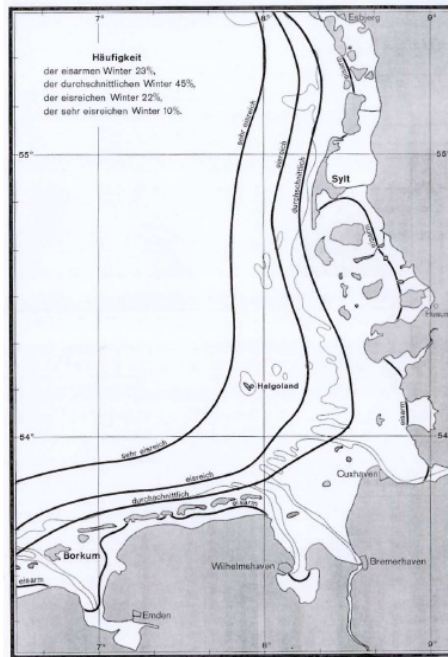 7°
8°
Esbjerg
54°
Häufigkeit
der eisarmen Winter 23%,
der durchschnittlichen Winter 45%,
der eisreichen Winter 22%,
der sehr eisreichen Winter 10%.
eisarm
sehr eisreich
eisreich
durchschnittlich
55°
55°
Sylt
eisarm
Husum
Helgoland
eisarm
54°
54°
sehr eisreich
eisreich
durchschnittlich
eisarm
Cuxhaven
Borkum
Wilhelmshaven
Bremerhaven
eisarm
Emden
7°
8°
9°